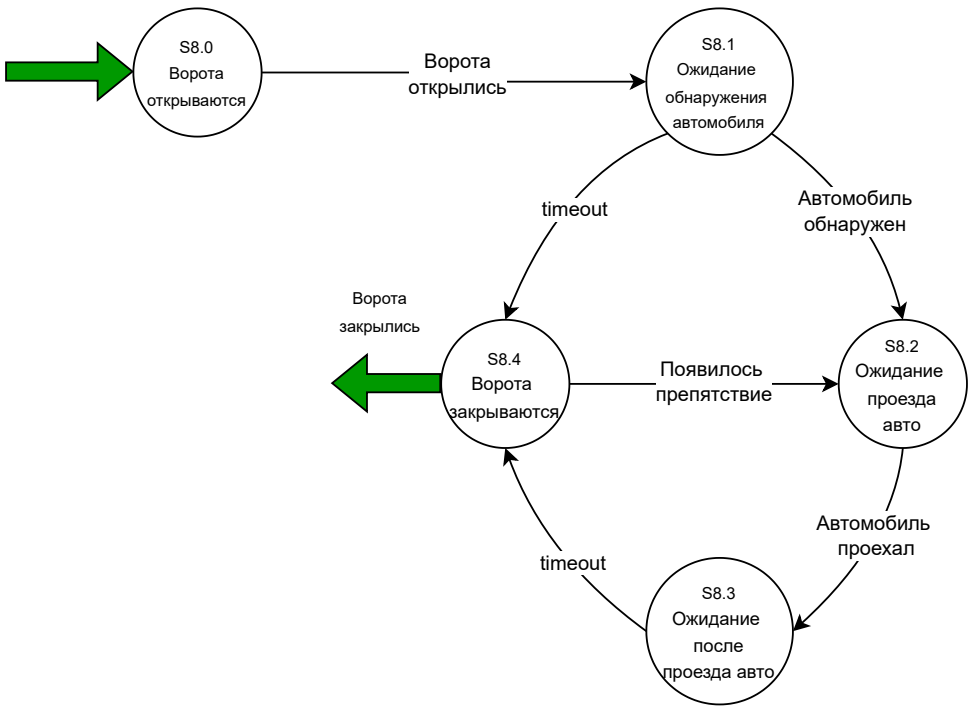 S8.0
Ворота
открываются
Ворота
открылись
S8.1
Ожидание
обнаружения
автомобиля
timeout
Автомобиль
обнаружен
Ворота
закрылись
S8.4
Ворота
закрываются
Появилось
препятствие
S8.2
Ожидание
проезда
авто
Автомобиль
проехал
timeout
S8.3
Ожидание
после
проезда авто